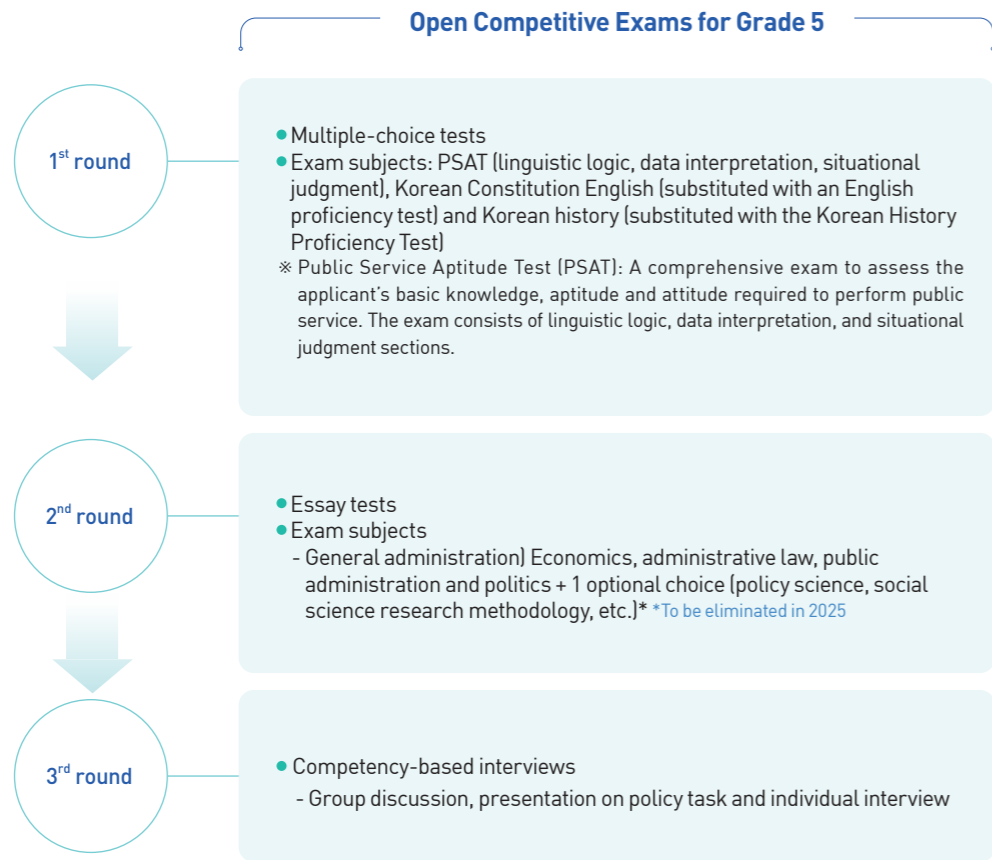 Open Competitive Exams for Grade 5
1st round
● Multiple-choice tests
● Exam subjects: PSAT (linguistic logic, data interpretation, situational
judgment), Korean Constitution English (substituted with an English
proficiency test) and Korean history (substituted with the Korean History
Proficiency Test)
※ Public Service Aptitude Test (PSAT): A comprehensive exam to assess the
applicant's basic knowledge, aptitude and attitude required to perform public
service. The exam consists of linguistic logic, data interpretation, and situational
judgment sections.
2nd round
● Essay tests
● Exam subjects
- General administration) Economics, administrative law, public
administration and politics + 1 optional choice (policy science, social
science research methodology, etc.)* *To be eliminated in 2025
3rd round
● Competency-based interviews
- Group discussion, presentation on policy task and individual interview